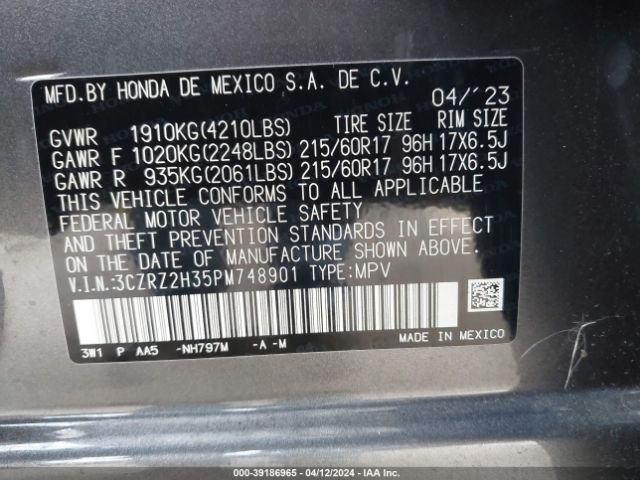 MFD.BY HONDA DE MEXICO S.A. DE C.V.
04/'23
GVWR 1910KG(4210LBS) TIRE SIZE RIM SIZE
GAWR F 1020KG(2248LBS) 215/60R17 96H 17X6.5J
GAWR R 935KG(2061LBS) 215/60R17 96H 17X6.5J
THIS VEHICLE CONFORMS TO ALL APPLICABLE
FEDERAL MOTOR VEHICLE SAFETY
AND THEFT PREVENTION STANDARDS IN EFFECT
ON THE DATE OF MANUFACTURE SHOWN ABOVE.
V.I.N.:3CZRZ2H35PM748901 TYPE:MPV
3W1 P AA5 -NH797M -A -M MADE IN MEXICO
000-39186965 - 04/12/2024 - IAA Inc.